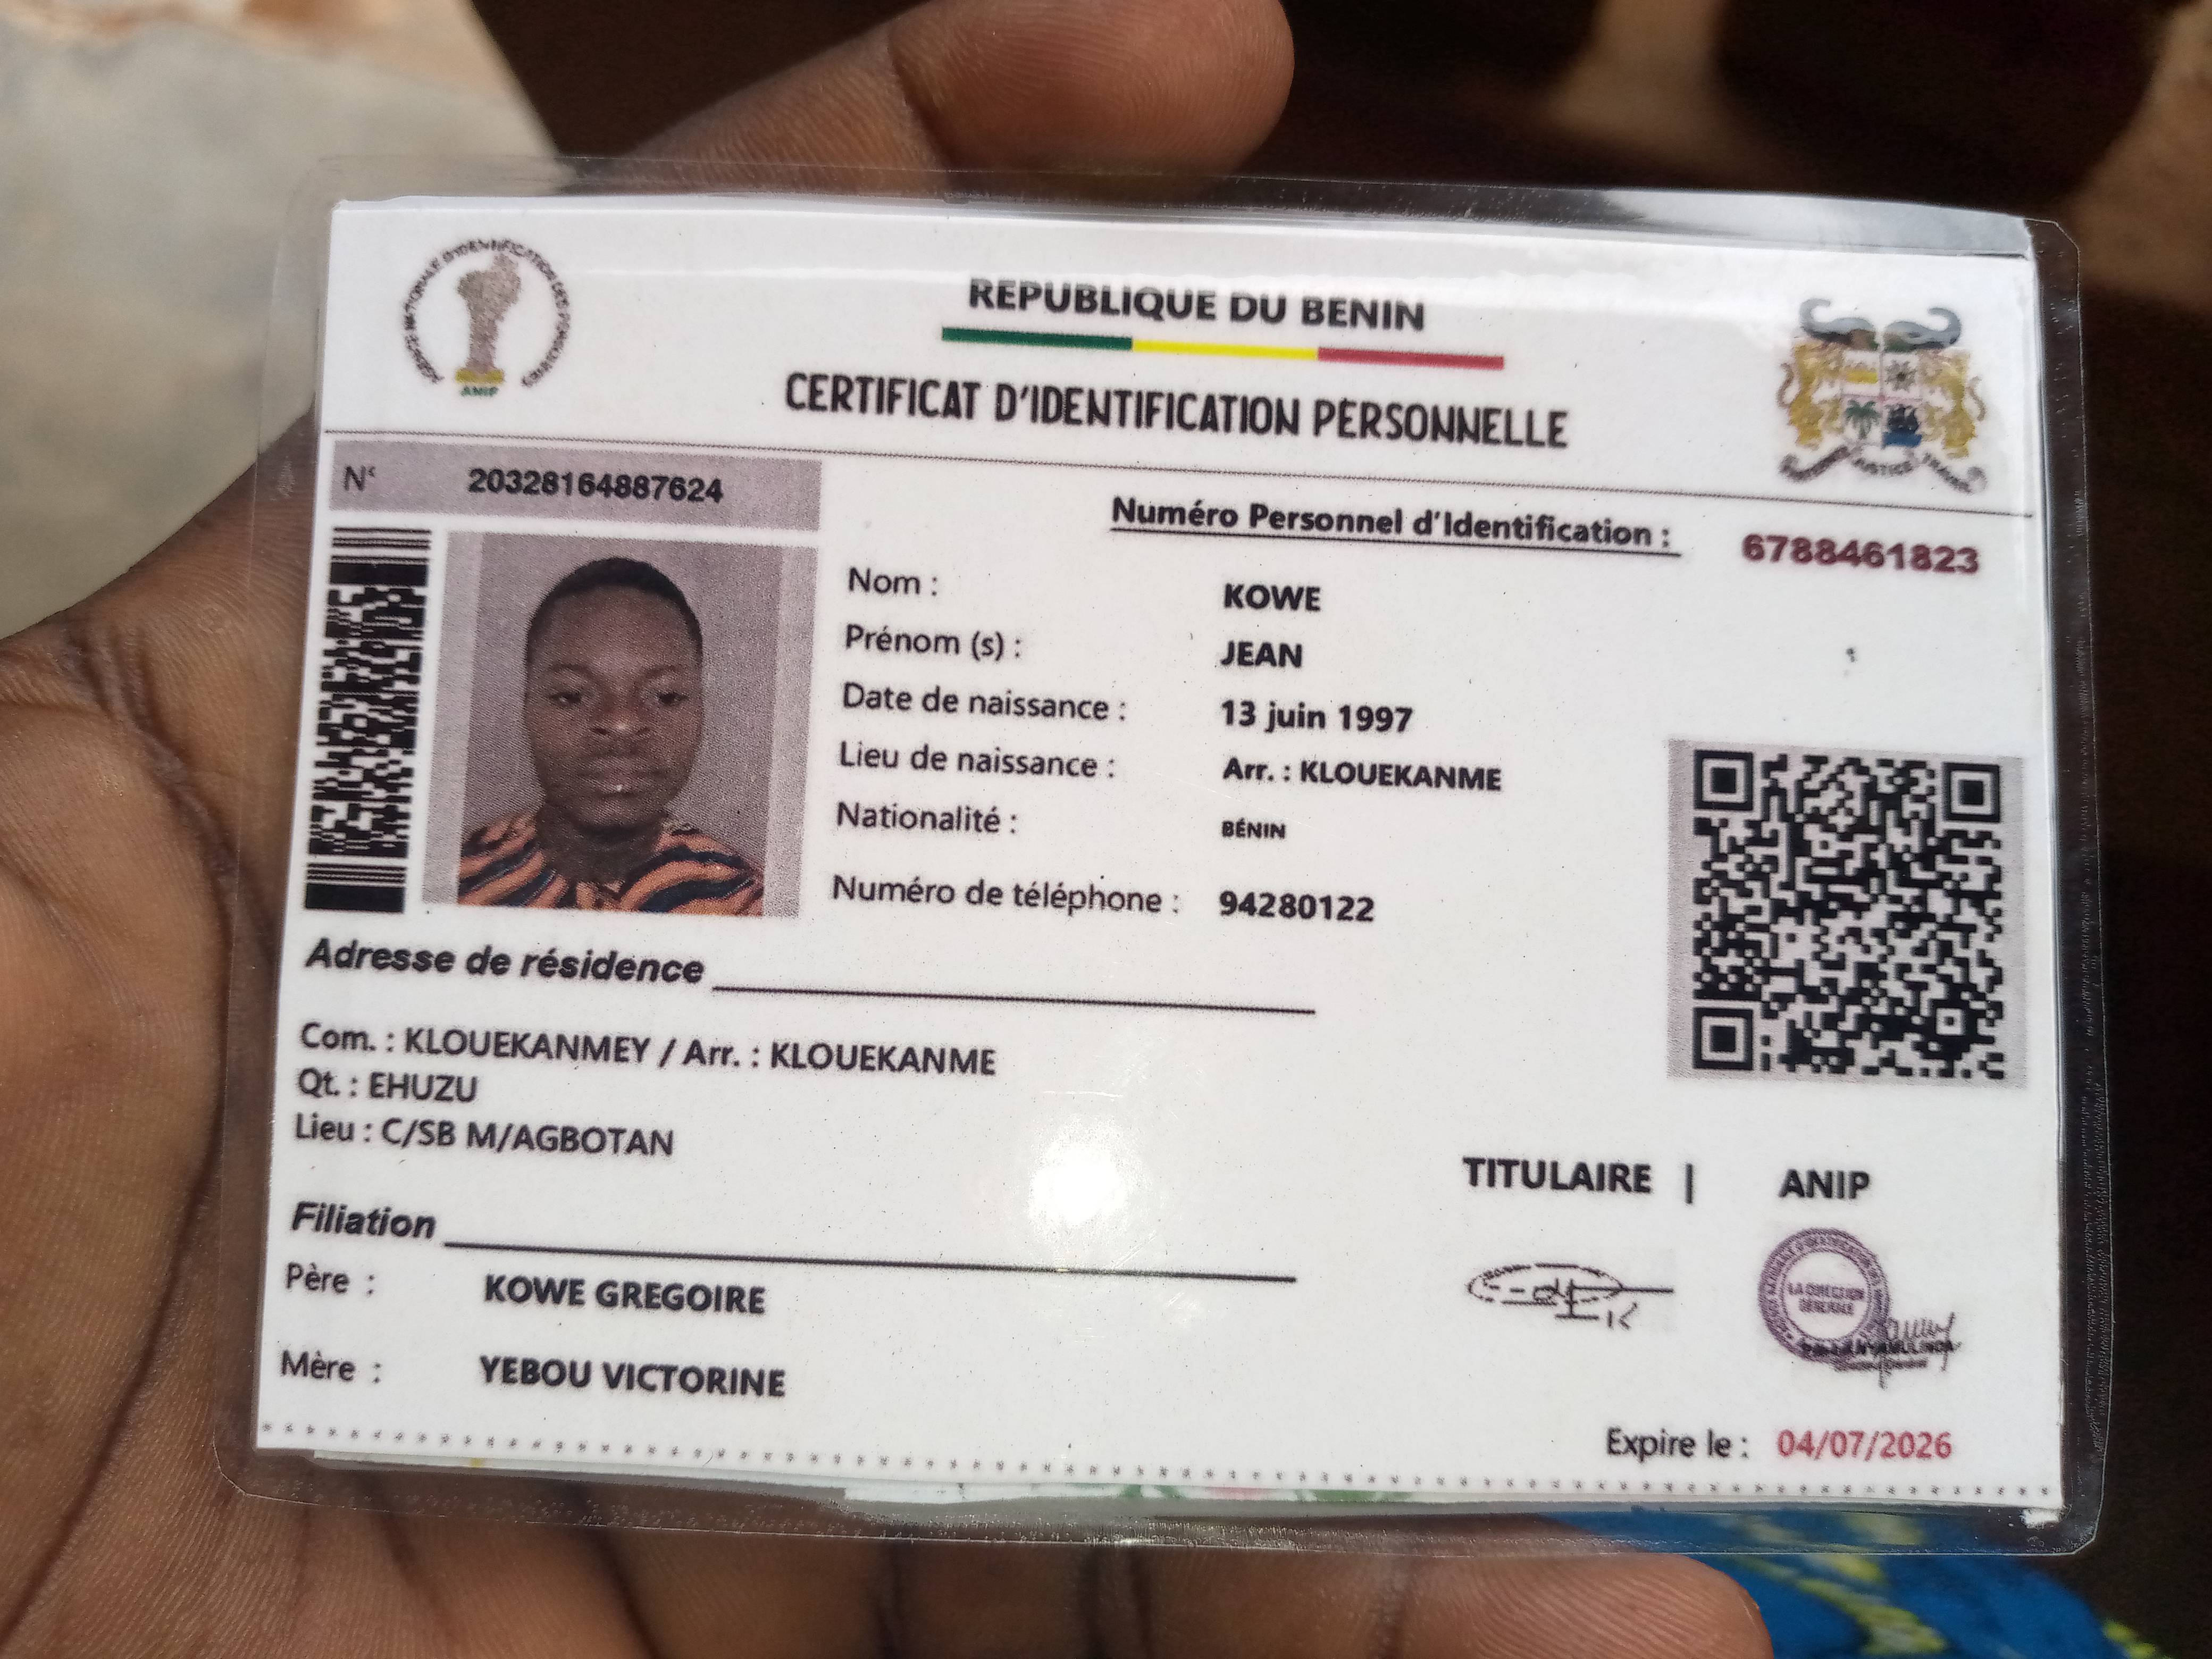 AGENCE NATIONALE D'IDENTIFICATION DES PERSONNES
ANIP
REPUBLIQUE DU BENIN
CERTIFICAT D'IDENTIFICATION PERSONNELLE
JUSTICE
N° 20328164887624
Numéro Personnel d'Identification : 6788461823
Nom : KOWE
Prénom (s) : JEAN
Date de naissance : 13 juin 1997
Lieu de naissance : Arr. : KLOUEKANME
Nationalité : BÉNIN
Numéro de téléphone : 94280122
Adresse de résidence
Com. : KLOUEKANMEY / Arr. : KLOUEKANME
Qt. : EHUZU
Lieu : C/SB M/AGBOTAN
TITULAIRE | ANIP
LA DIRECTION
GÉNÉRALE
Filiation
Père : KOWE GREGOIRE
Mère : YEBOU VICTORINE
Expire le : 04/07/2026